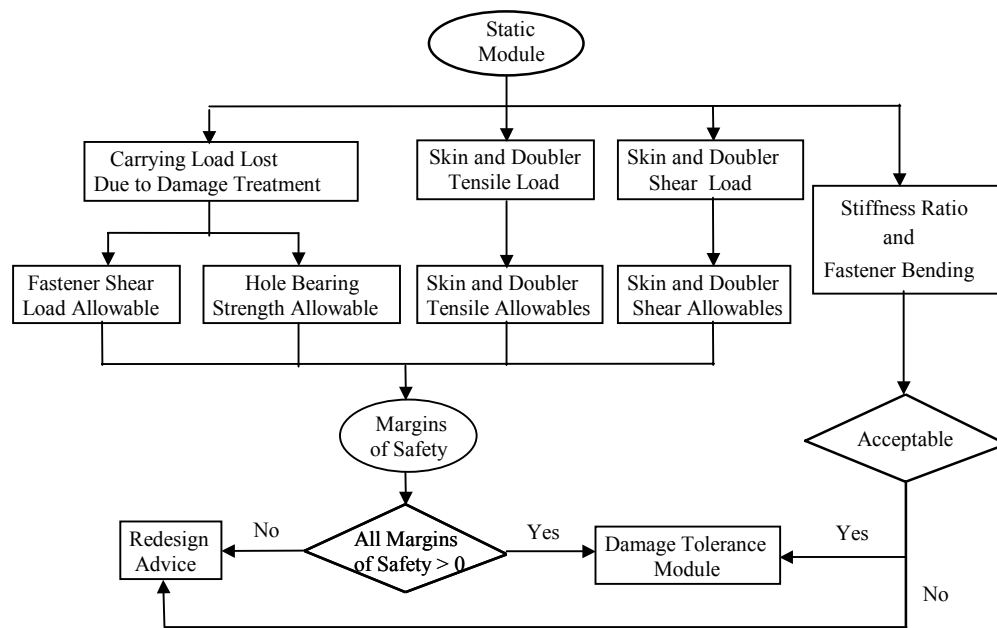 Static
Module
Carrying Load Lost
Due to Damage Treatment
Skin and Doubler
Tensile Load
Skin and Doubler
Shear Load
Stiffness Ratio
and
Fastener Bending
Fastener Shear
Load Allowable
Hole Bearing
Strength Allowable
Skin and Doubler
Tensile Allowables
Skin and Doubler
Shear Allowables
Margins
of Safety
Acceptable
Redesign
Advice
No
All Margins
of Safety > 0
Yes
Damage Tolerance
Module
Yes
No